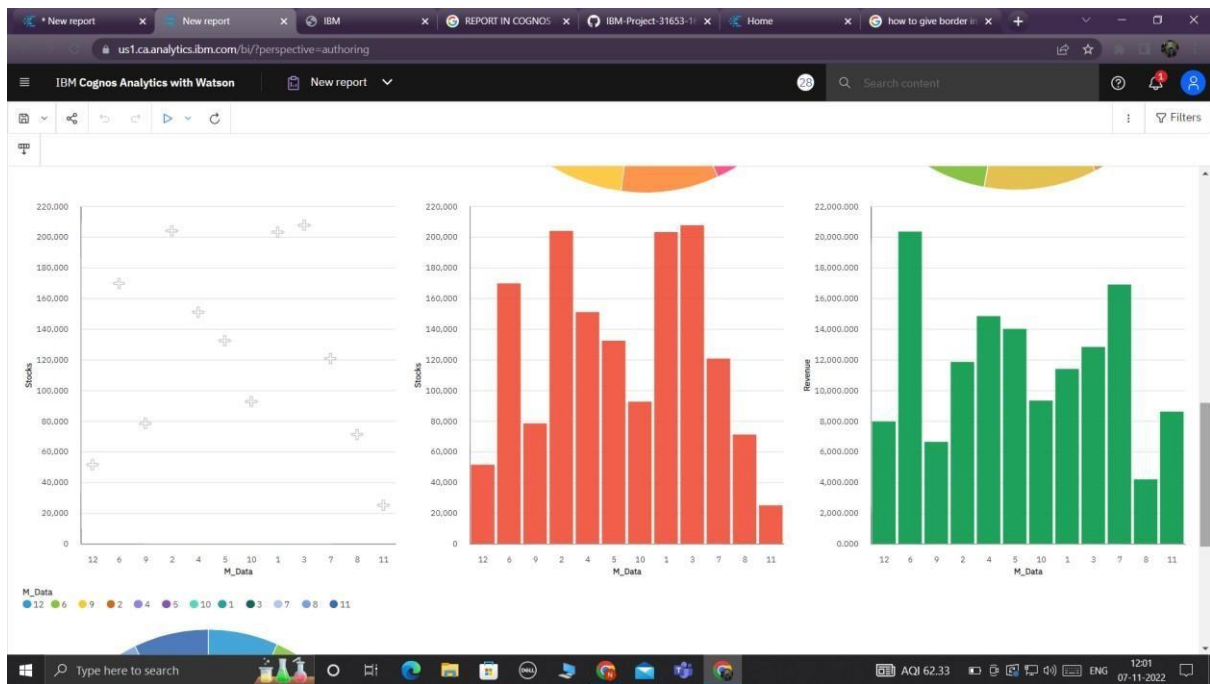 * New report
New report
IBM
REPORT IN COGNOS
IBM-Project-31653-16
Home
how to give border in
us1.ca.analytics.ibm.com/bi/?perspective=authoring
IBM Cognos Analytics with Watson
New report
28
Search content
1
Filters
220.000
200,000
180,000
160,000
140,000
120,000
100,000
80,000
60,000
40,000
20,000
0
Stocks
12 6 9 2 4 5 10 1 3 7 8 11
M_Data
220,000
200,000
180,000
160,000
140,000
120,000
100,000
80,000
60,000
40,000
20,000
0
Stocks
12 6 9 2 4 5 10 1 3 7 8 11
M_Data
22,000.000
20,000.000
18,000.000
16,000.000
14,000.000
12,000.000
10,000.000
8,000.000
6,000.000
4,000.000
2,000.000
0.000
Revenue
12 6 9 2 4 5 10 1 3 7 8 11
M_Data
M_Data
12 6 9 2 4 5 10 1 3 7 8 11
Type here to search
DELL
AQI 62.33
ENG
12:01
07-11-2022